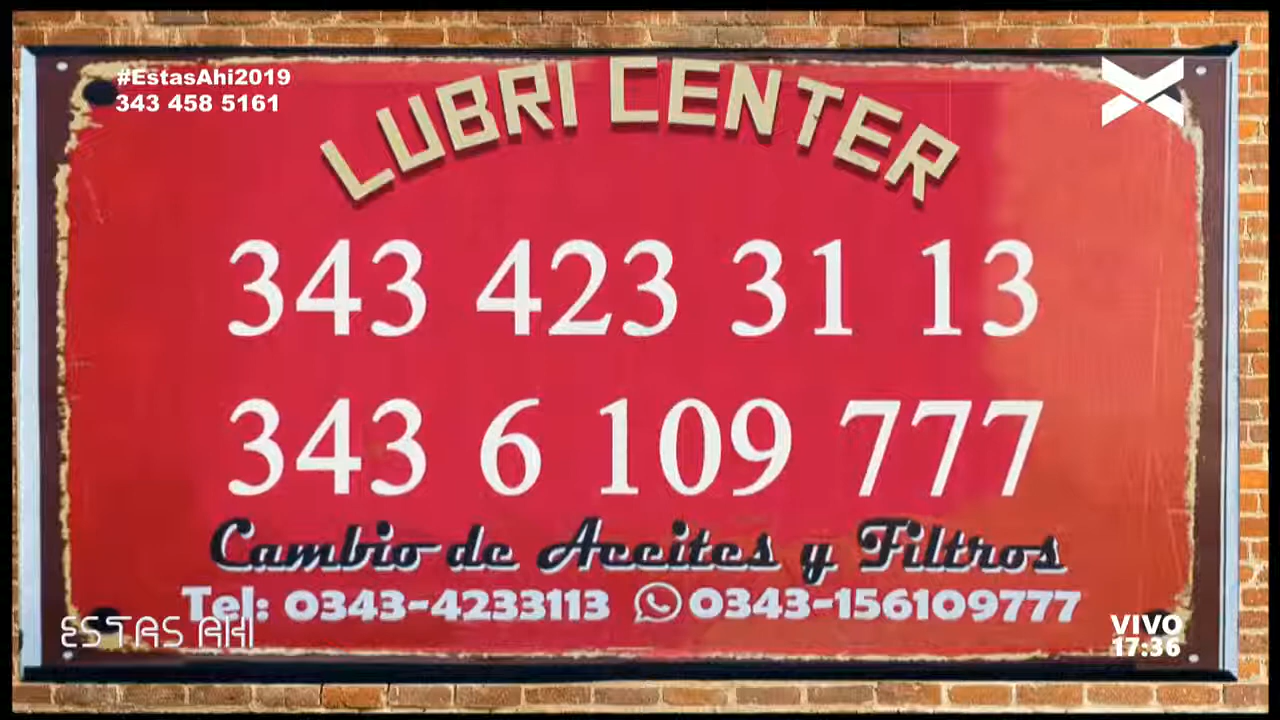 #EstasAhi2019
343 458 5161
LUBRI CENTER
343 423 31 13
343 6 109 777
Cambio de Aceites y Filtros
Tel: 0343-4233113 0343-156109777
ESTAS AHI
VIVO
17:36